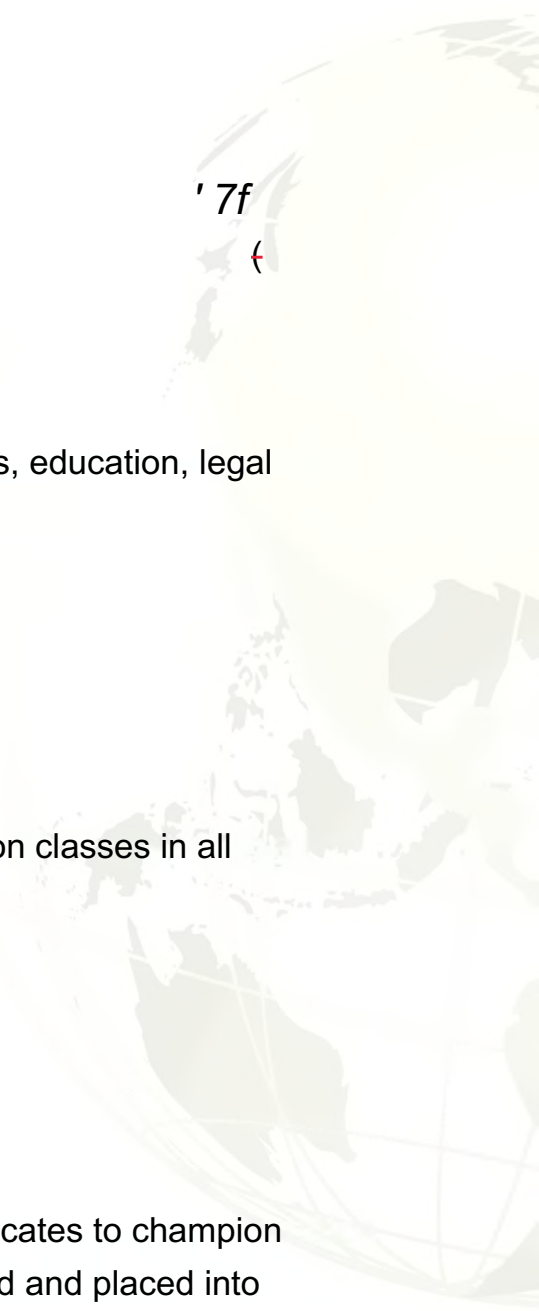 ' 7f
(
s, education, legal
on classes in all
cates to champion
d and placed into